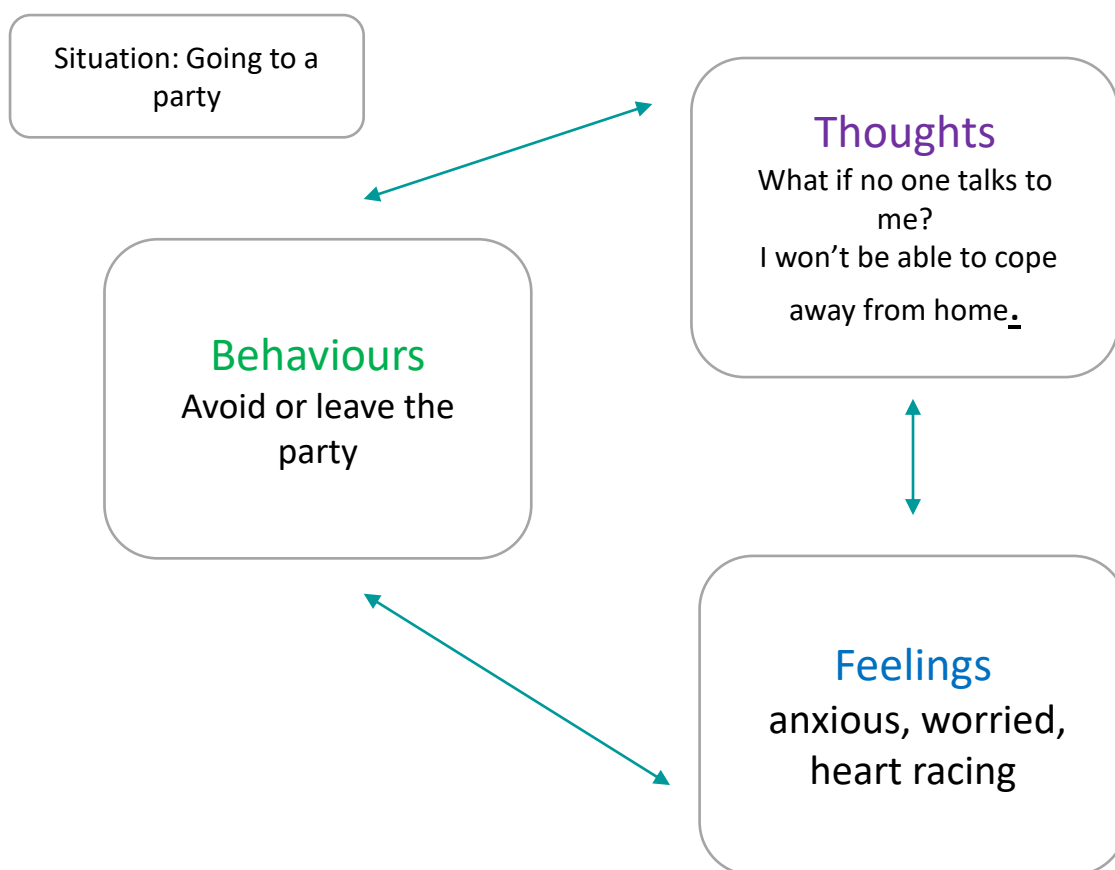 Situation: Going to a
party
Thoughts
What if no one talks to
me?
I won’t be able to cope
away from home.
Behaviours
Avoid or leave the
party
Feelings
anxious, worried,
heart racing